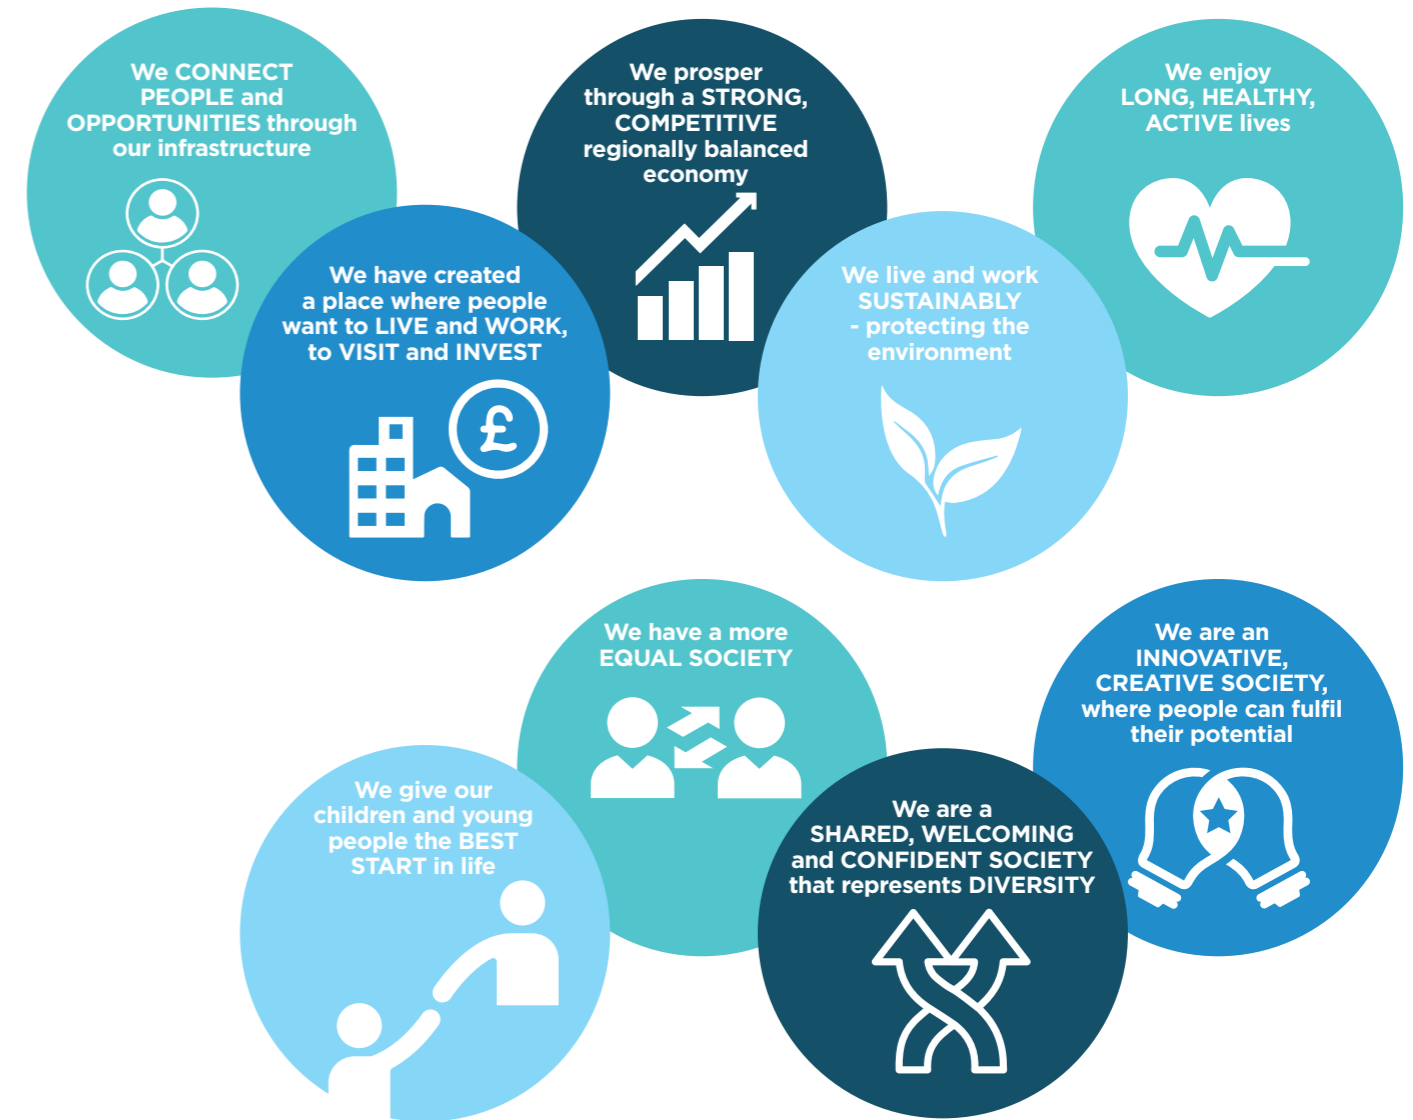 We CONNECT
PEOPLE and
OPPORTUNITIES through
our infrastructure
We prosper
through a STRONG,
COMPETITIVE
regionally balanced
economy
We enjoy
LONG, HEALTHY,
ACTIVE lives
We have created
a place where people
want to LIVE and WORK,
to VISIT and INVEST
£
We live and work
SUSTAINABLY
- protecting the
environment
We have a more
EQUAL SOCIETY
We are an
INNOVATIVE,
CREATIVE SOCIETY,
where people can fulfil
their potential
We give our
children and young
people the BEST
START in life
We are a
SHARED, WELCOMING
and CONFIDENT SOCIETY
that represents DIVERSITY